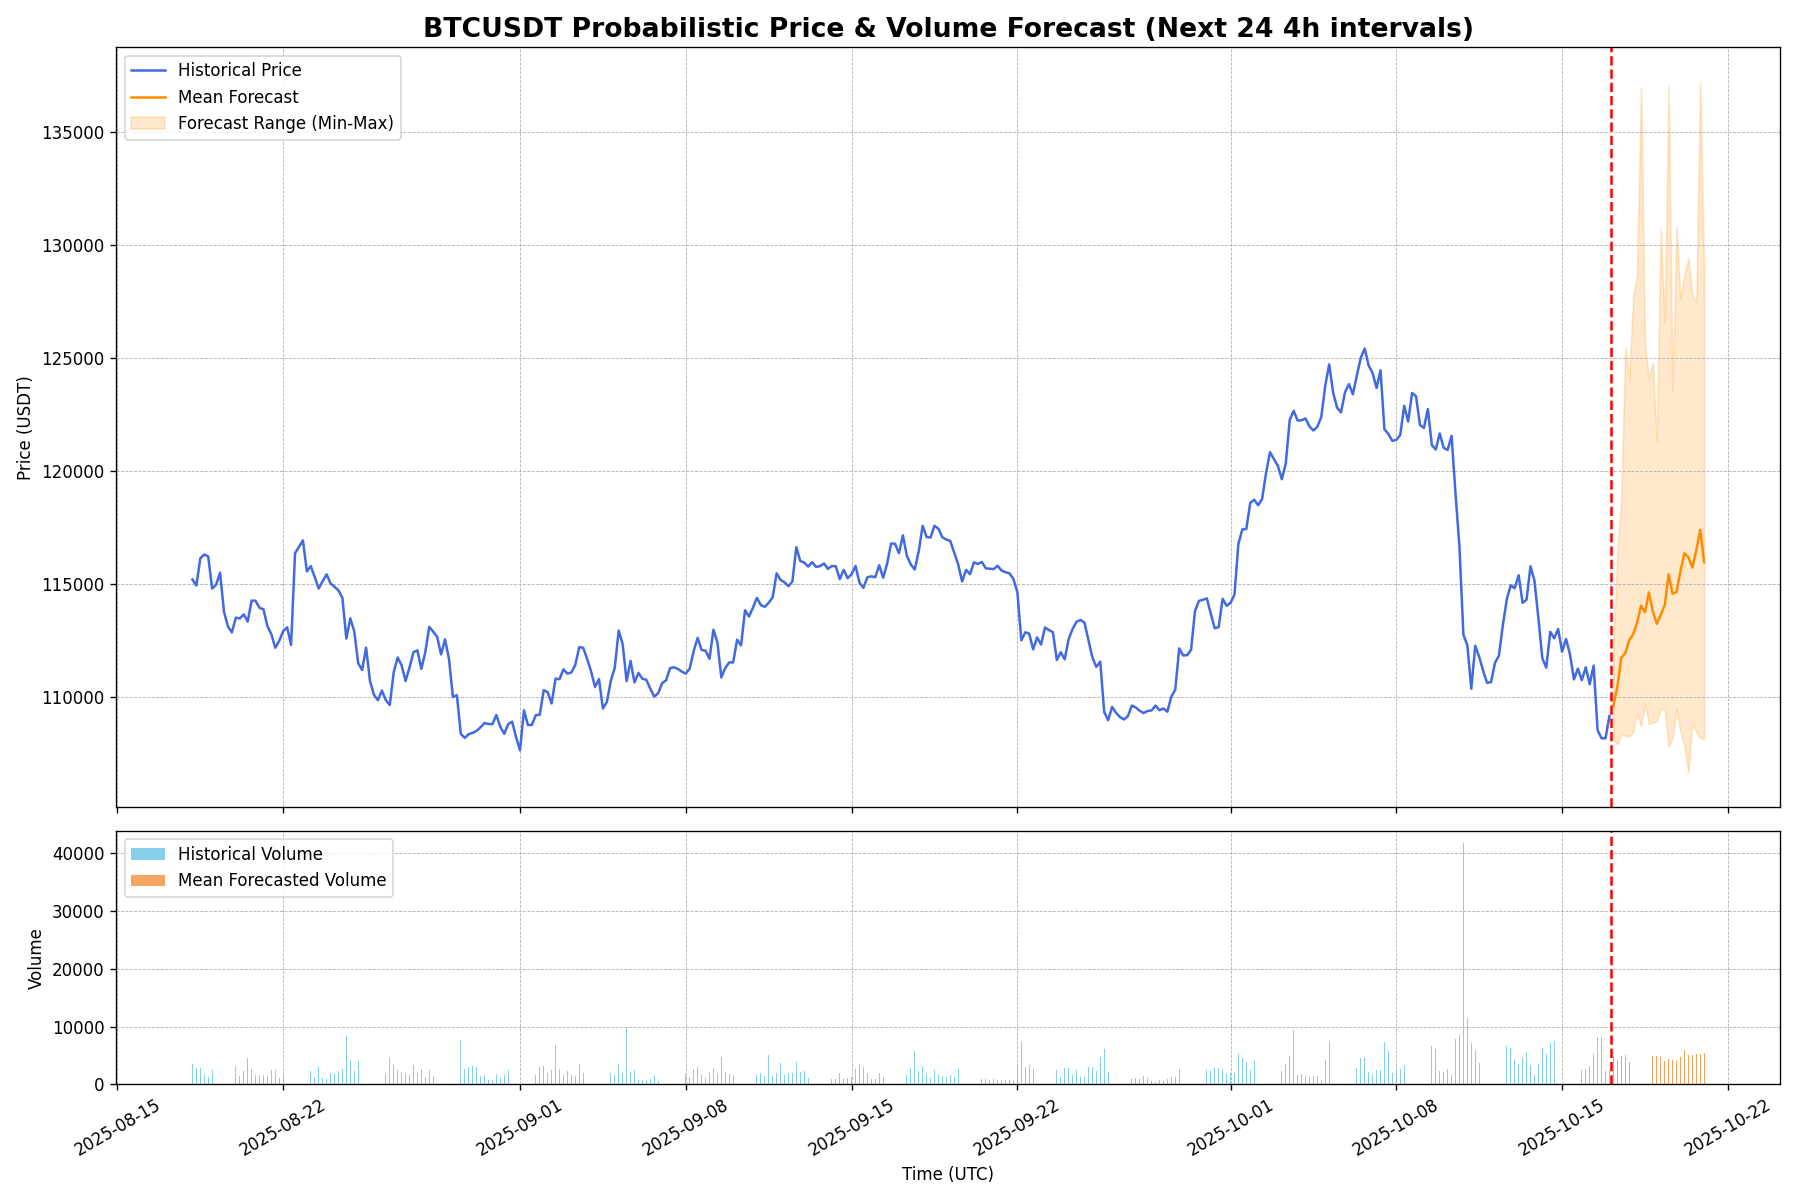 BTCUSDT Probabilistic Price & Volume Forecast (Next 24 4h intervals)
Historical Price
Mean Forecast
Forecast Range (Min-Max)
135000
130000
125000
120000
115000
110000
Price (USDT)
Historical Volume
Mean Forecasted Volume
40000
30000
20000
10000
0
Volume
2025-08-15
2025-08-22
2025-09-01
2025-09-08
2025-09-15
2025-09-22
2025-10-01
2025-10-08
2025-10-15
2025-10-22
Time (UTC)